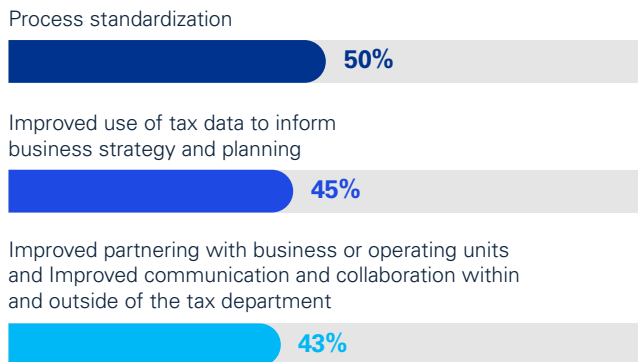 Process standardization
50%
Improved use of tax data to inform
business strategy and planning
45%
Improved partnering with business or operating units
and Improved communication and collaboration within
and outside of the tax department
43%